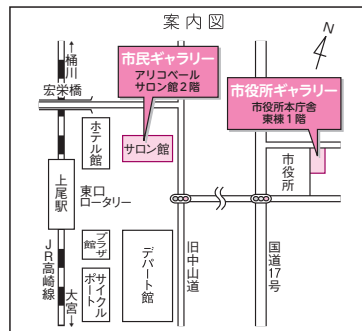 案内図
N
桶川
宏栄橋
市民ギャラリー
アリコベール
サロン館2階
市役所ギャラリー
市役所本庁舎
東棟1階
ホテル館
サロン館
市役所
上尾駅
東口
ロータリー
プラザ館
デパート館
旧中山道
国道17号
JR高崎線
サイクルポート
大宮